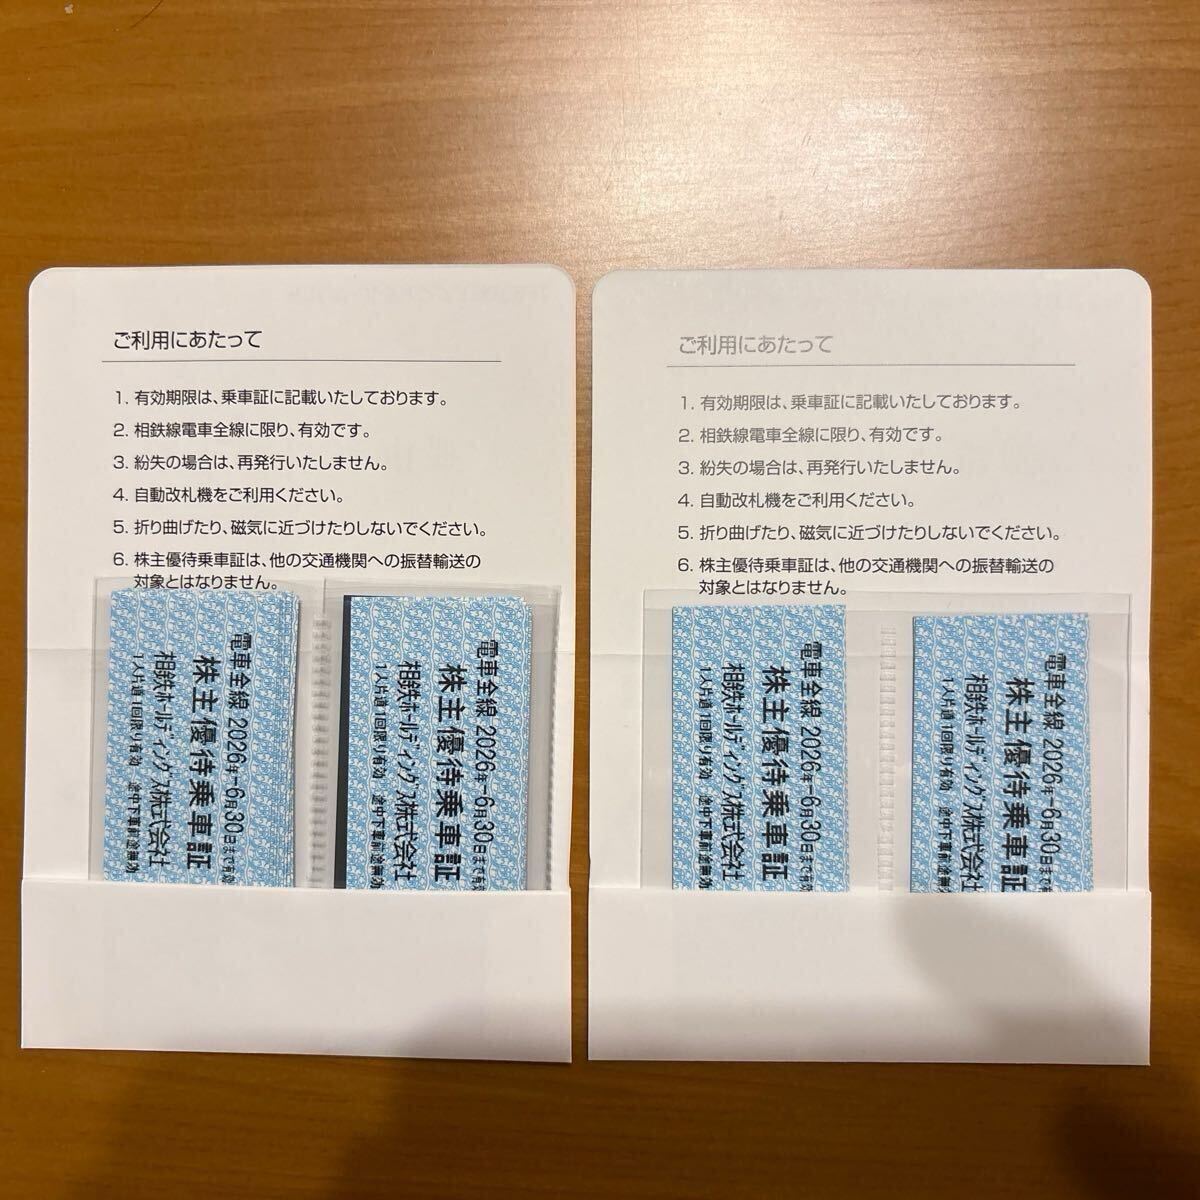 ご利用にあたって
1. 有効期限は、乗車証に記載いたしております。
2. 相鉄線電車全線に限り、有効です。
3. 紛失の場合は、再発行いたしません。
4. 自動改札機をご利用ください。
5. 折り曲げたり、磁気に近づけたりしないでください。
6. 株主優待乗車証は、他の交通機関への振替輸送の
対象とはなりません。
電車全線 2026年-6月30日まで有効
株主優待乗車証
相鉄ホールディングス株式会社
1人片道1回限り有効 途中下車前途無効
電車全線 2026年-6月30日まで有効
株主優待乗車証
相鉄ホールディングス株式会社
1人片道1回限り有効 途中下車前途無効
ご利用にあたって
1. 有効期限は、乗車証に記載いたしております。
2. 相鉄線電車全線に限り、有効です。
3. 紛失の場合は、再発行いたしません。
4. 自動改札機をご利用ください。
5. 折り曲げたり、磁気に近づけたりしないでください。
6. 株主優待乗車証は、他の交通機関への振替輸送の
対象とはなりません。
電車全線 2026年-6月30日まで有効
株主優待乗車証
相鉄ホールディングス株式会社
1人片道1回限り有効 途中下車前途無効
電車全線 2026年-6月30日まで
株主優待乗車証
相鉄ホールディングス株式会社
1人片道1回限り有効 途中下車前途無効